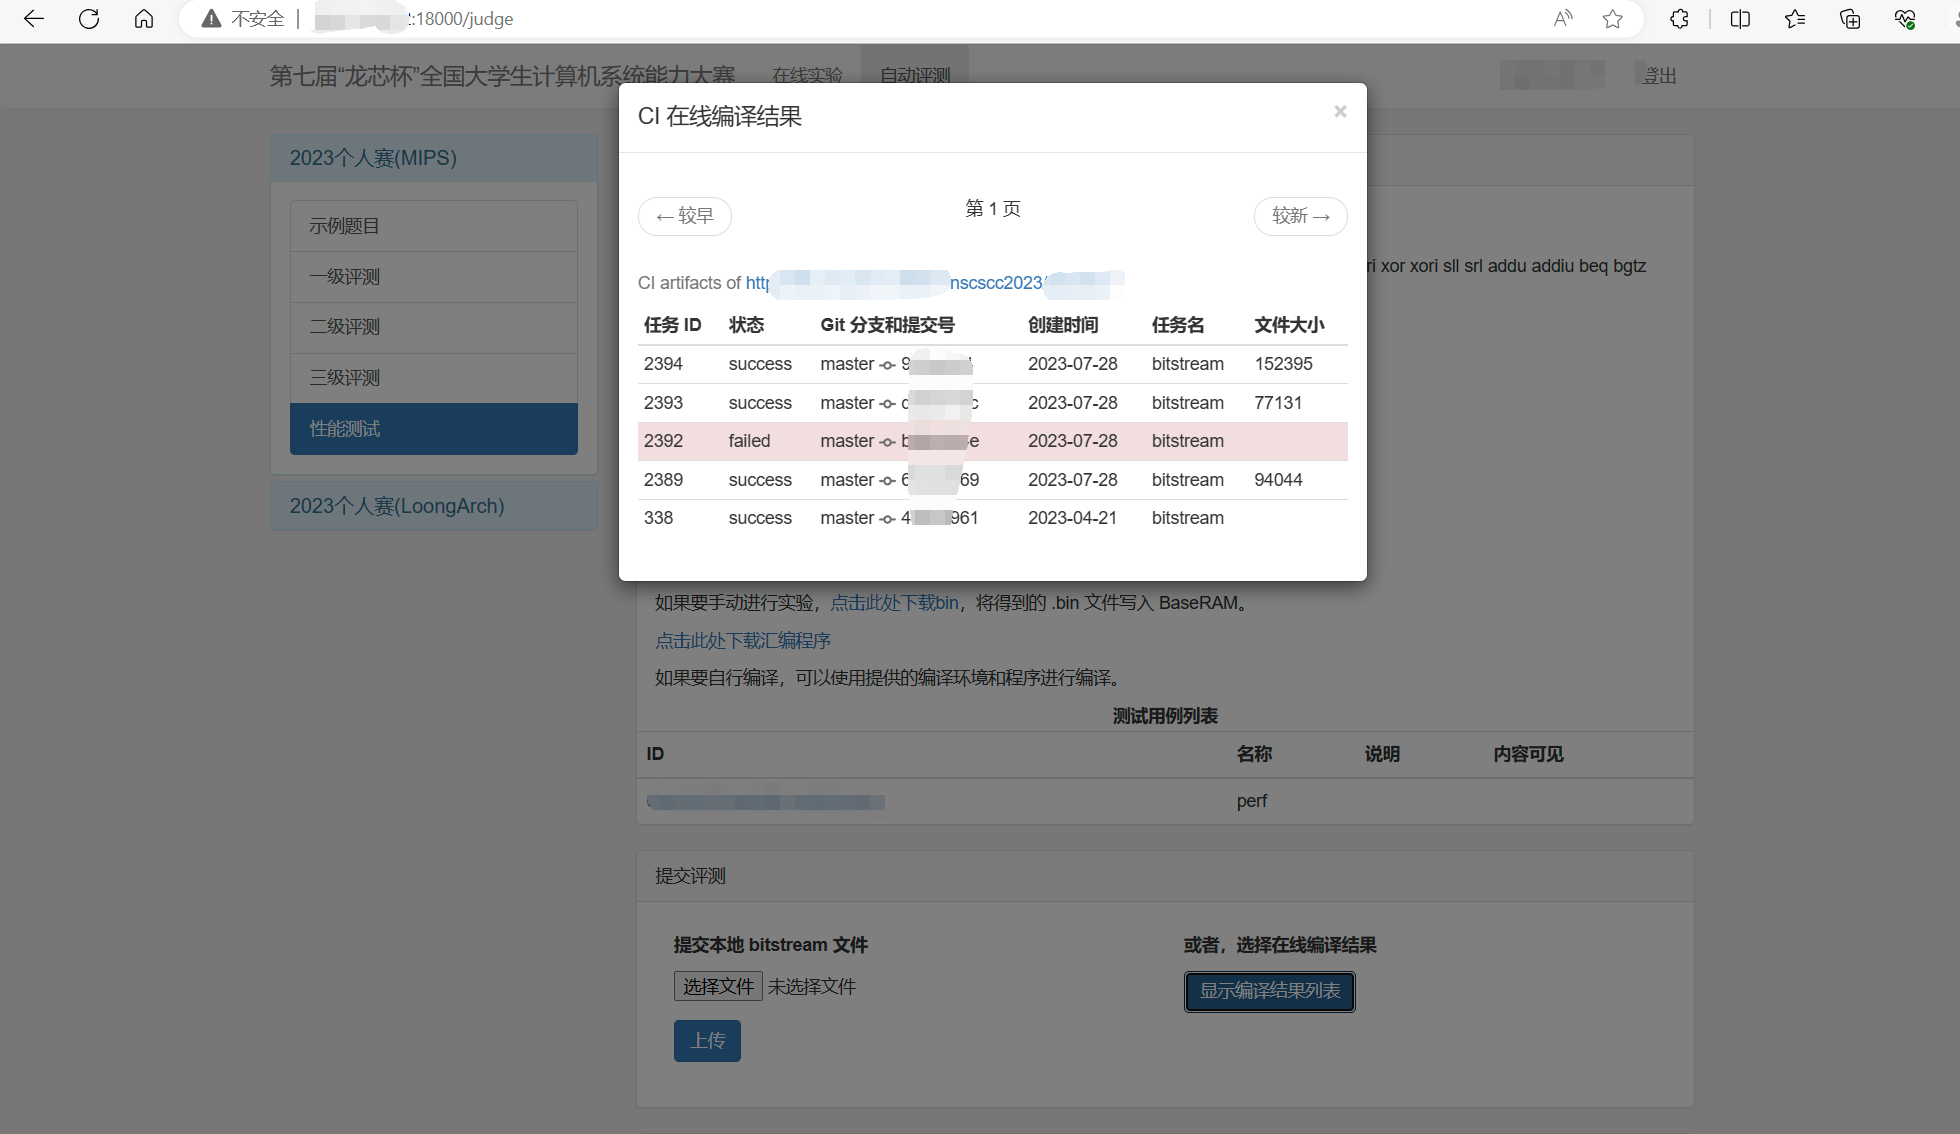 不安全 :18000/judge
第七届“龙芯杯”全国大学生计算机系统能力大赛 在线实验 自动评测 登出
2023个人赛(MIPS)
示例题目
一级评测
二级评测
三级评测
性能测试
2023个人赛(LoongArch)
CI 在线编译结果 ×
←较早 第 1 页 较新→
ri xor xori sll srl addu addiu beq bgtz
CI artifacts of http nscscc2023/
任务 ID 状态 Git 分支和提交号 创建时间 任务名 文件大小
2394 success master 9 2023-07-28 bitstream 152395
2393 success master c 2023-07-28 bitstream 77131
2392 failed master b e 2023-07-28 bitstream
2389 success master 6 69 2023-07-28 bitstream 94044
338 success master 4 961 2023-04-21 bitstream
如果要手动进行实验，点击此处下载bin，将得到的 .bin 文件写入 BaseRAM。
点击此处下载汇编程序
如果要自行编译，可以使用提供的编译环境和程序进行编译。
测试用例列表
ID 名称 说明 内容可见
perf
提交评测
提交本地 bitstream 文件 或者，选择在线编译结果
选择文件 未选择文件 显示编译结果列表
上传